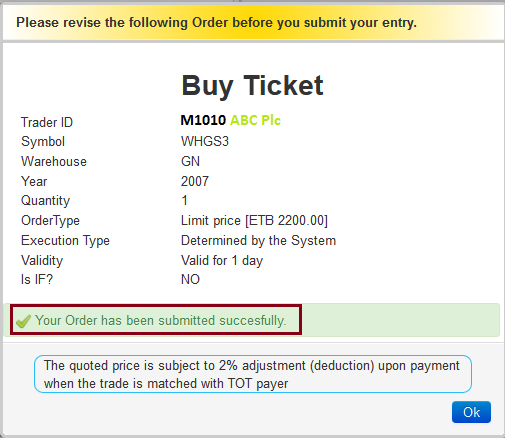 Please revise the following Order before you submit your entry.
Buy Ticket
Trader ID M1010 ABC Plc
Symbol WHGS3
Warehouse GN
Year 2007
Quantity 1
OrderType Limit price [ETB 2200.00]
Execution Type Determined by the System
Validity Valid for 1 day
Is IF? NO
Your Order has been submitted succesfully.
The quoted price is subject to 2% adjustment (deduction) upon payment
when the trade is matched with TOT payer
Ok